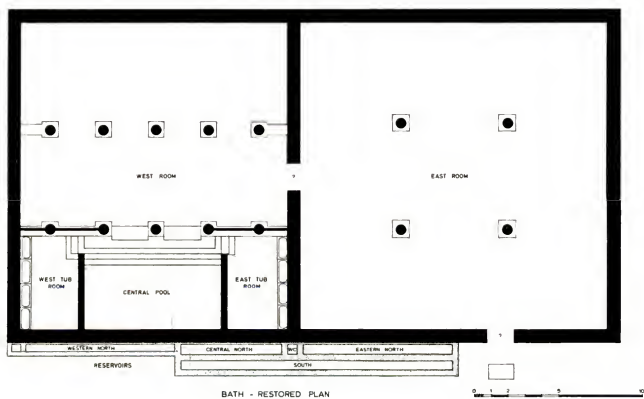 WEST ROOM
?
EAST ROOM
WEST TUB
ROOM
CENTRAL POOL
EAST TUB
ROOM
?
WESTERN NORTH
CENTRAL NORTH
WC
EASTERN NORTH
RESERVOIRS
SOUTH
BATH - RESTORED PLAN
0 1 2 5 10